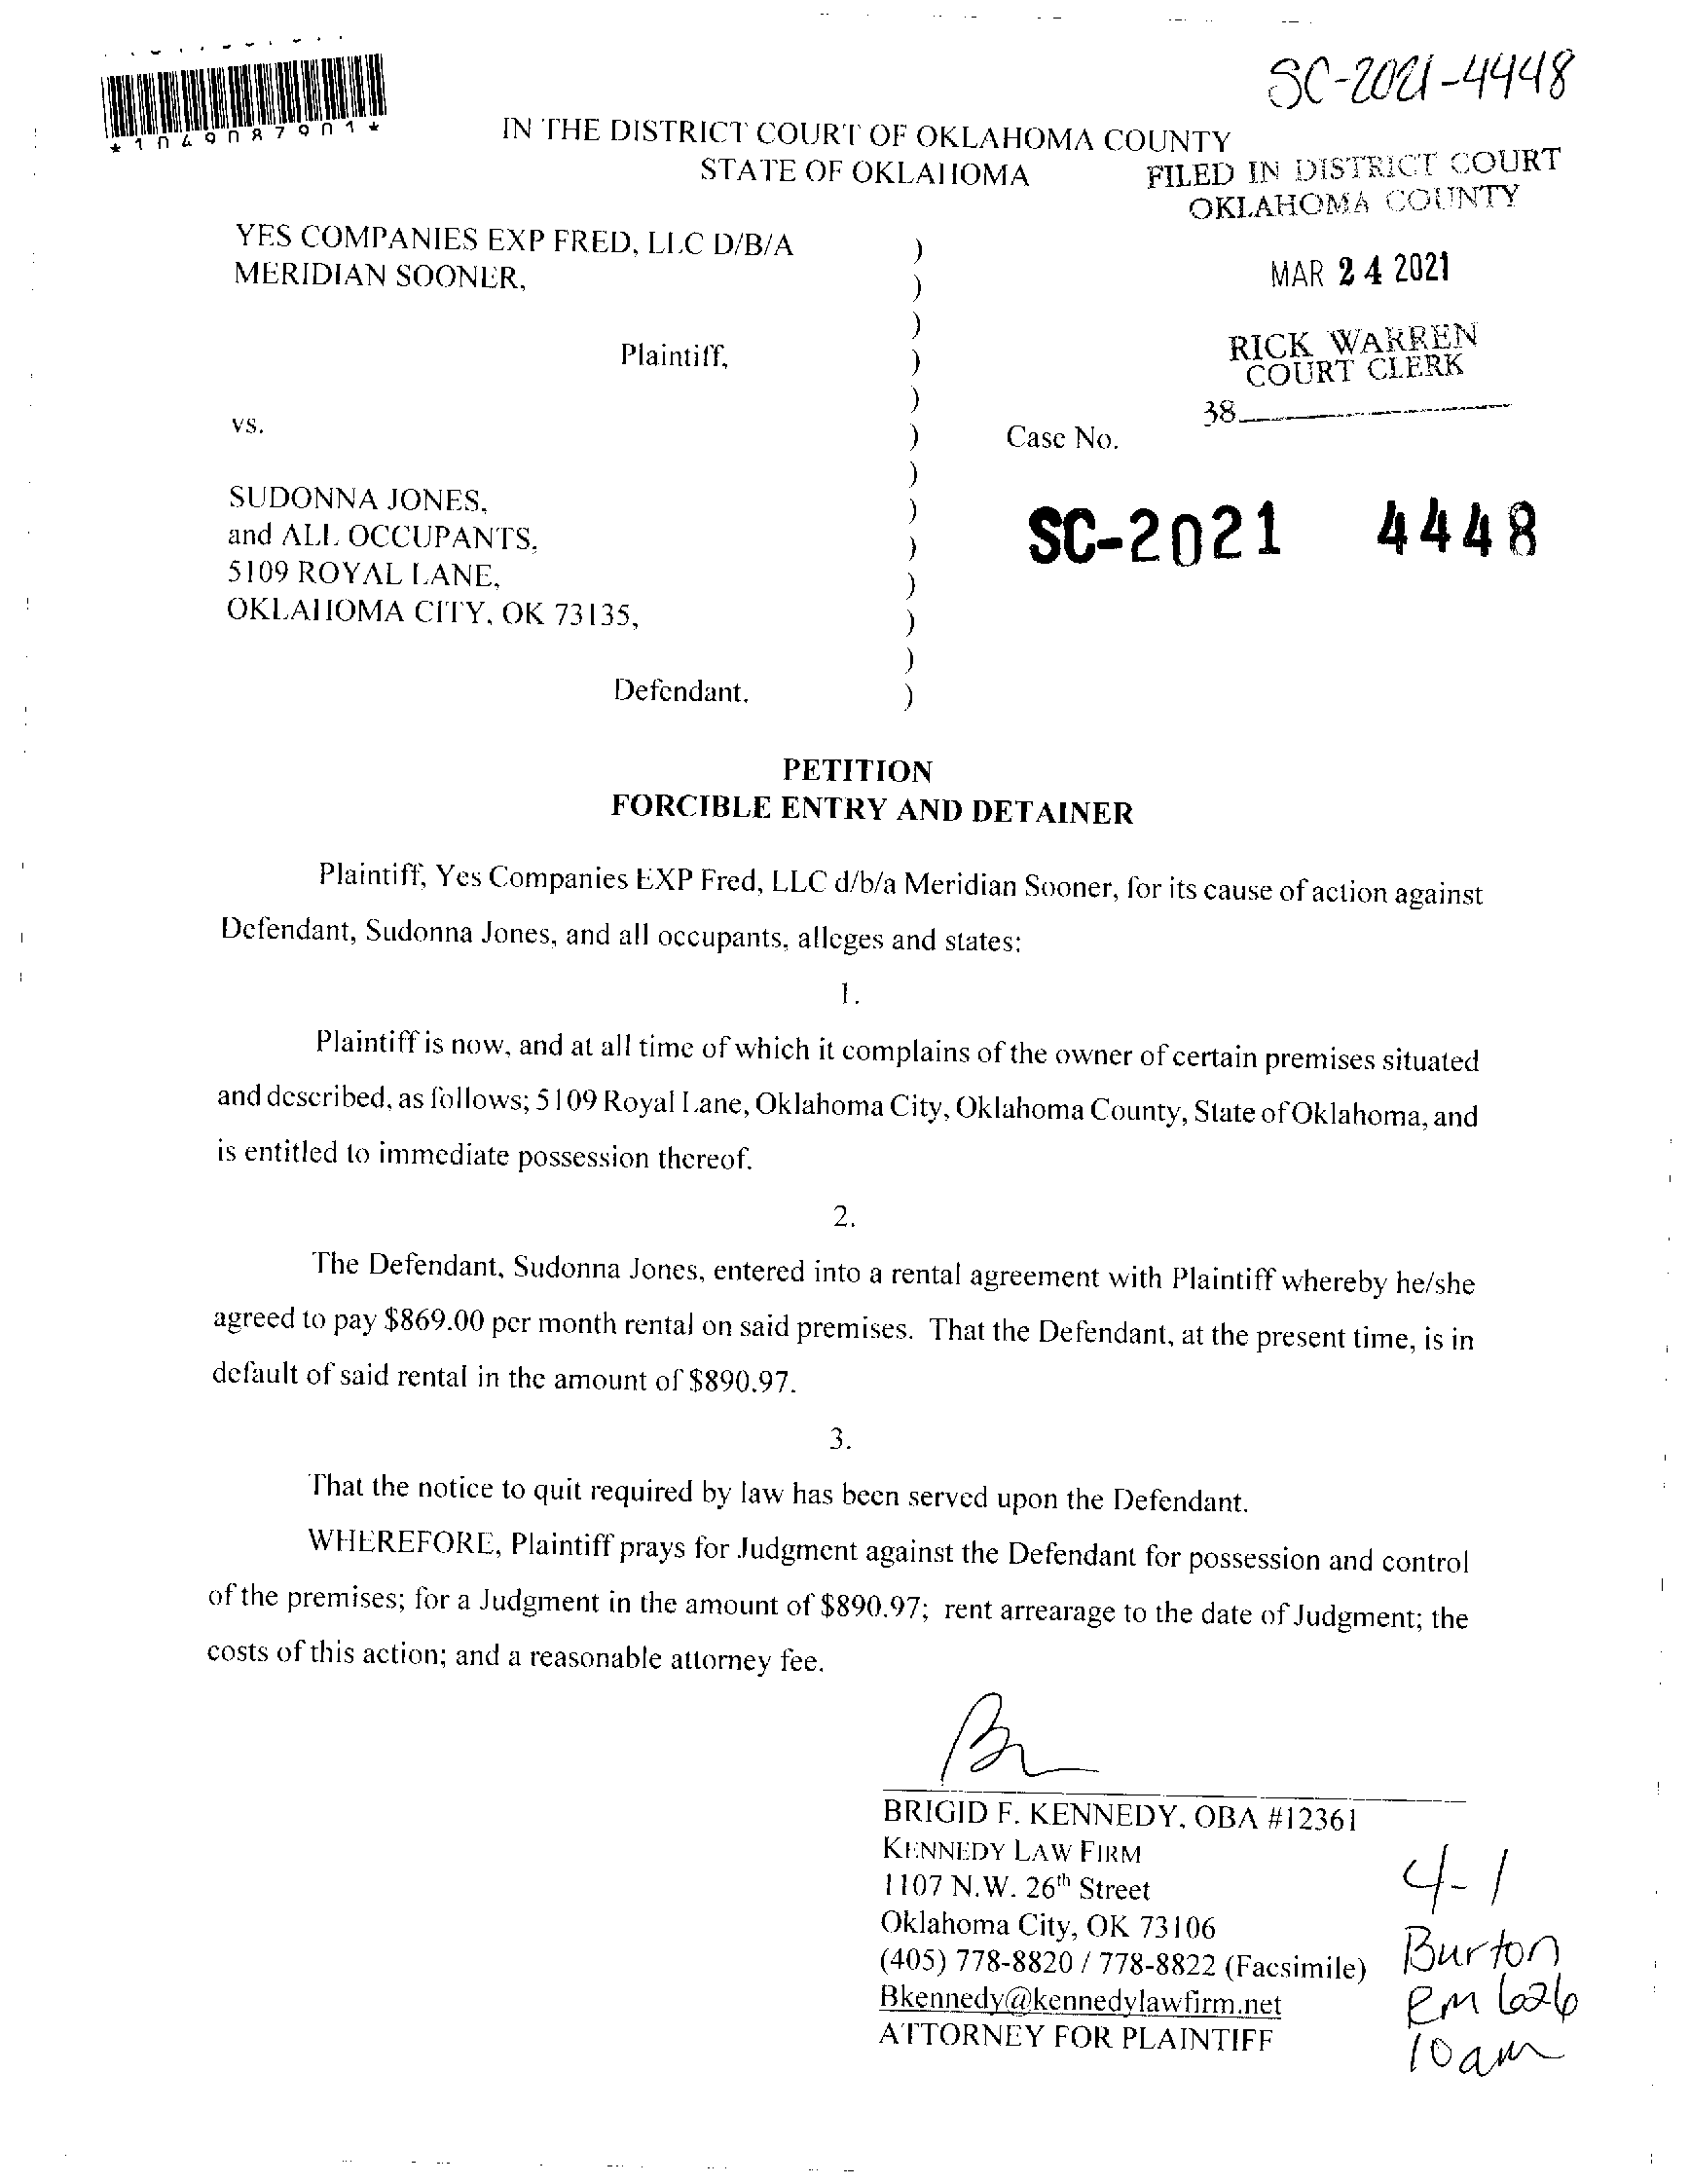 SC-2021-4448
*1049087901*
IN THE DISTRICT COURT OF OKLAHOMA COUNTY
STATE OF OKLAHOMA
FILED IN DISTRICT COURT
OKLAHOMA COUNTY
MAR 24 2021
RICK WARREN
COURT CLERK
38
YES COMPANIES EXP FRED, LLC D/B/A
MERIDIAN SOONER,
Plaintiff,
vs.
Case No.
SC-2021 4448
SUDONNA JONES,
and ALL OCCUPANTS,
5109 ROYAL LANE,
OKLAHOMA CITY, OK 73135,
Defendant.
)
)
)
)
)
)
)
)
)
)
)
)
)
PETITION
FORCIBLE ENTRY AND DETAINER
Plaintiff, Yes Companies EXP Fred, LLC d/b/a Meridian Sooner, for its cause of action against
Defendant, Sudonna Jones, and all occupants, alleges and states:
1.
Plaintiff is now, and at all time of which it complains of the owner of certain premises situated
and described, as follows; 5109 Royal Lane, Oklahoma City, Oklahoma County, State of Oklahoma, and
is entitled to immediate possession thereof.
2.
The Defendant, Sudonna Jones, entered into a rental agreement with Plaintiff whereby he/she
agreed to pay $869.00 per month rental on said premises. That the Defendant, at the present time, is in
default of said rental in the amount of $890.97.
3.
That the notice to quit required by law has been served upon the Defendant.
WHEREFORE, Plaintiff prays for Judgment against the Defendant for possession and control
of the premises; for a Judgment in the amount of $890.97; rent arrearage to the date of Judgment; the
costs of this action; and a reasonable attorney fee.
BRIGID F. KENNEDY, OBA #12361
KENNEDY LAW FIRM
1107 N.W. 26th Street
Oklahoma City, OK 73106
(405) 778-8820 / 778-8822 (Facsimile)
Bkennedy@kennedylawfirm.net
ATTORNEY FOR PLAINTIFF
4-1
Burton
Rm 626
10am